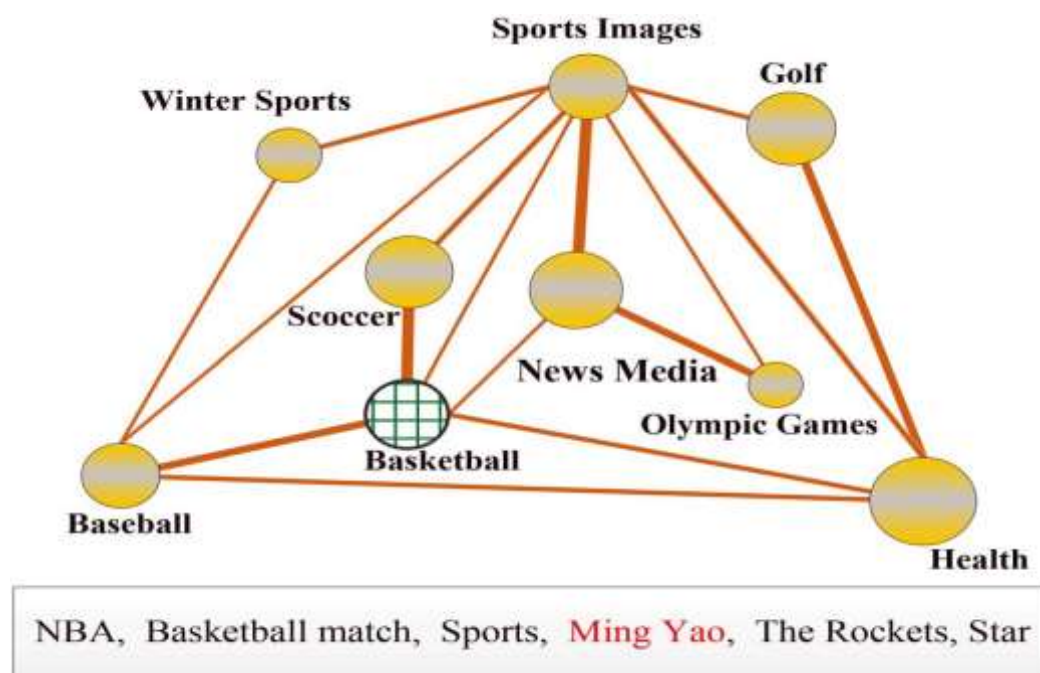 Sports Images
Golf
Winter Sports
Scoccer
News Media
Olympic Games
Basketball
Baseball
Health
NBA, Basketball match, Sports, Ming Yao, The Rockets, Star